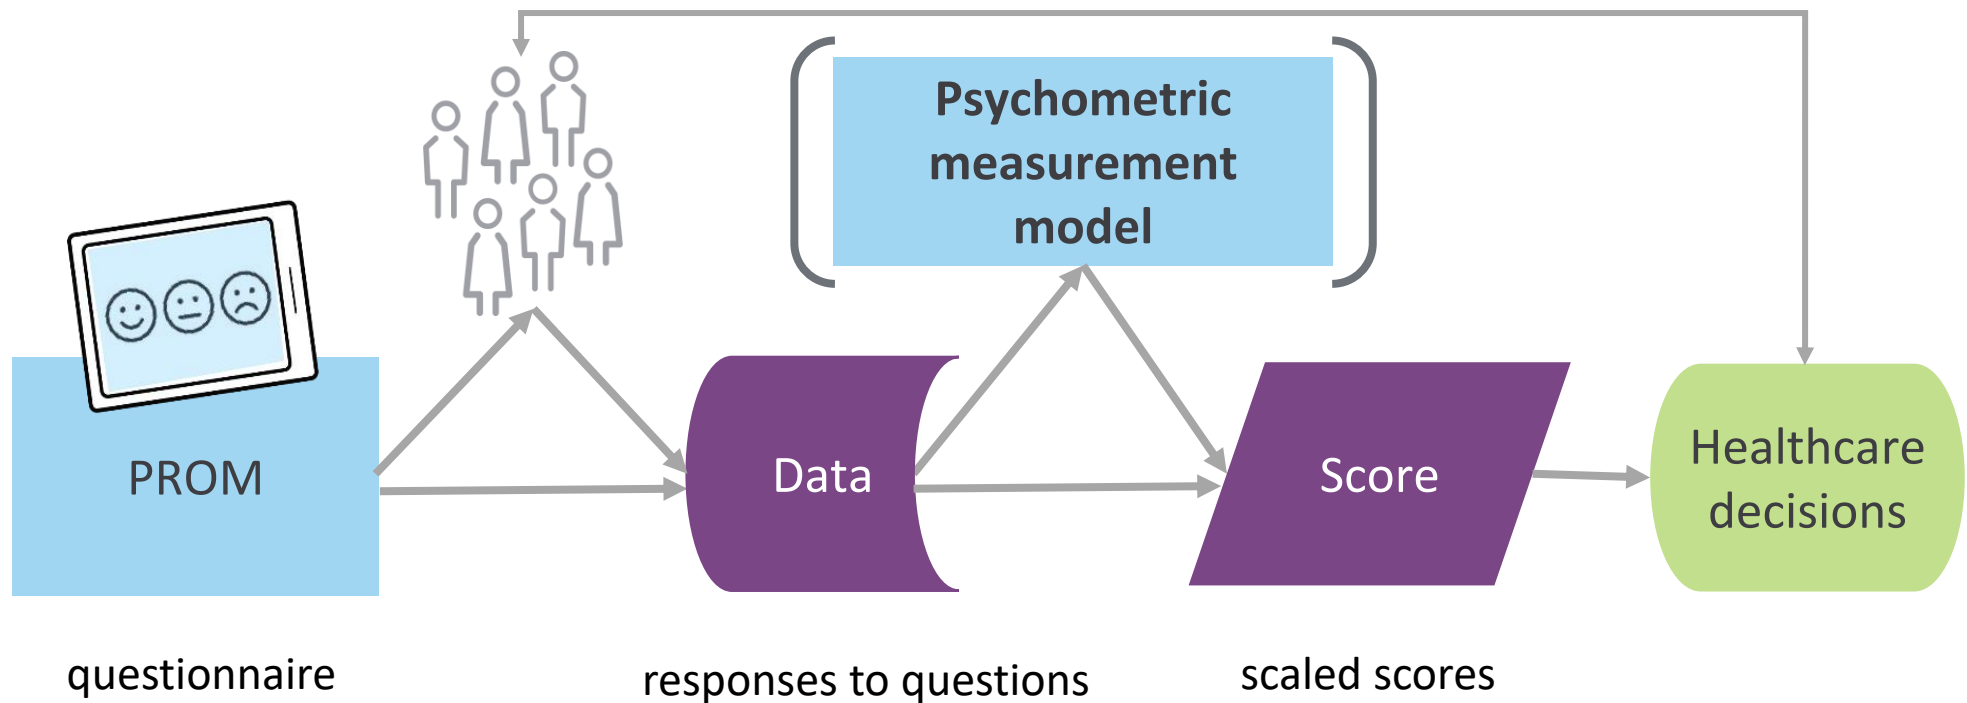 Psychometric
measurement
model
PROM
Data
Score
Healthcare
decisions
questionnaire
responses to questions
scaled scores